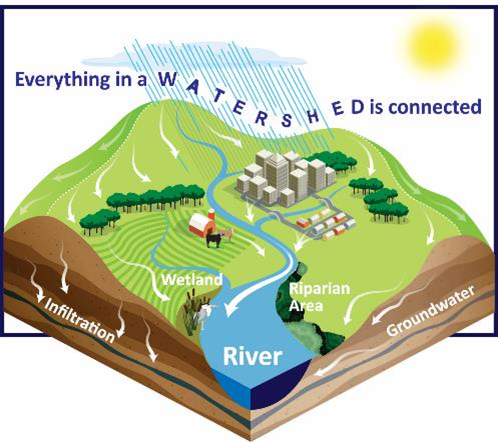 Everything in a WATERSHED is connected
Wetland
Riparian
Area
Infiltration
Groundwater
River